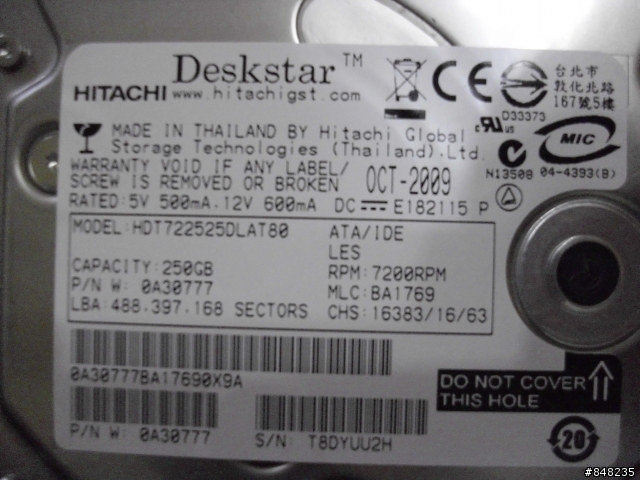 Deskstar™
HITACHI www.hitachigst.com
CE
台北市
敦化北路
167號5樓
D33373
MADE IN THAILAND BY Hitachi Global
Storage Technologies (Thailand).Ltd.
MIC
N13508 04-4393(B)
WARRANTY VOID IF ANY LABEL/
SCREW IS REMOVED OR BROKEN
OCT-2009
RATED: 5V 500mA,12V 600mA DC E182115 P
MODEL:HDT722525DLAT80 ATA/IDE
LES
CAPACITY:250GB RPM: 7200RPM
P/N W: 0A30777 MLC: BA1769
LBA: 488,397,168 SECTORS CHS: 16383/16/63
0A30777BA17690X9A
DO NOT COVER
THIS HOLE
P/N W: 0A30777 S/N: T8DYUU2H
20
#848235